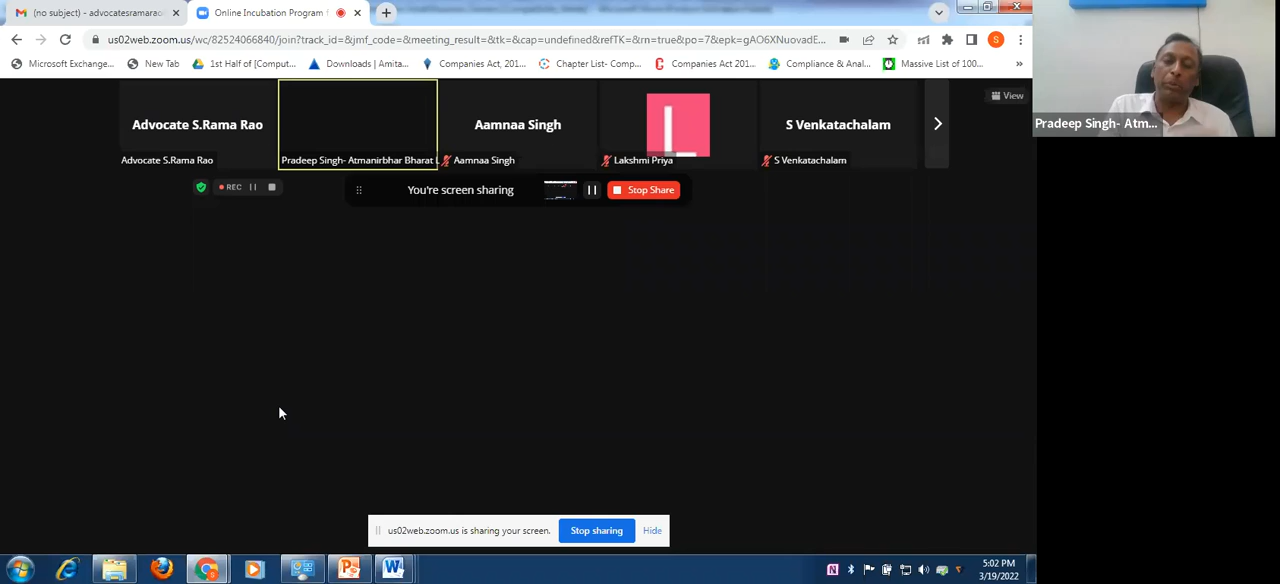 (no subject) - advocatesramarao
Online Incubation Program f
us02web.zoom.us/wc/82524066840/join?track_id=&jmf_code=&meeting_result=&tk=&cap=undefined&refTK=&rn=true&po=7&epk=gAO6XNuovadE...
S
Microsoft Exchange...
New Tab
1st Half of [Comput...
Downloads | Amita...
Companies Act, 201...
Chapter List- Comp...
Companies Act 201...
Compliance & Anal...
Massive List of 100...
»
Advocate S.Rama Rao
Aamnaa Singh
L
S Venkatachalam
View
Pradeep Singh- Atm...
Advocate S.Rama Rao
Pradeep Singh- Atmanirbhar Bharat L
Aamnaa Singh
Lakshmi Priya
S Venkatachalam
REC
You're screen sharing
Stop Share
us02web.zoom.us is sharing your screen.
Stop sharing
Hide
5:02 PM
3/19/2022